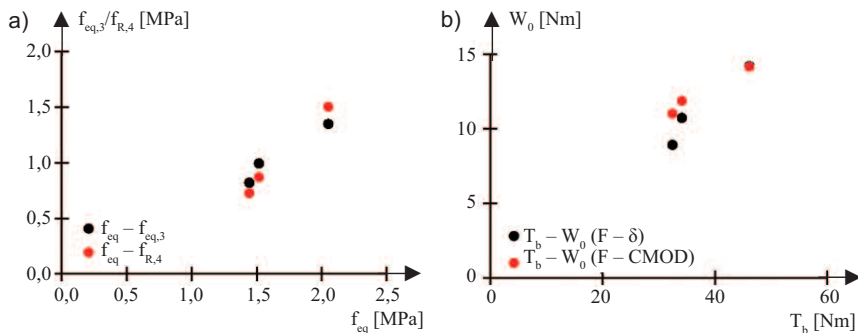 a)
f_eq,3/f_R,4 [MPa]
2,0
1,5
1,0
0,5
0,0
f_eq – f_eq,3
f_eq – f_R,4
0,0 0,5 1,0 1,5 2,0 2,5
f_eq [MPa]
b)
W_0 [Nm]
15
10
5
0
T_b – W_0 (F – δ)
T_b – W_0 (F – CMOD)
0 20 40 60
T_b [Nm]